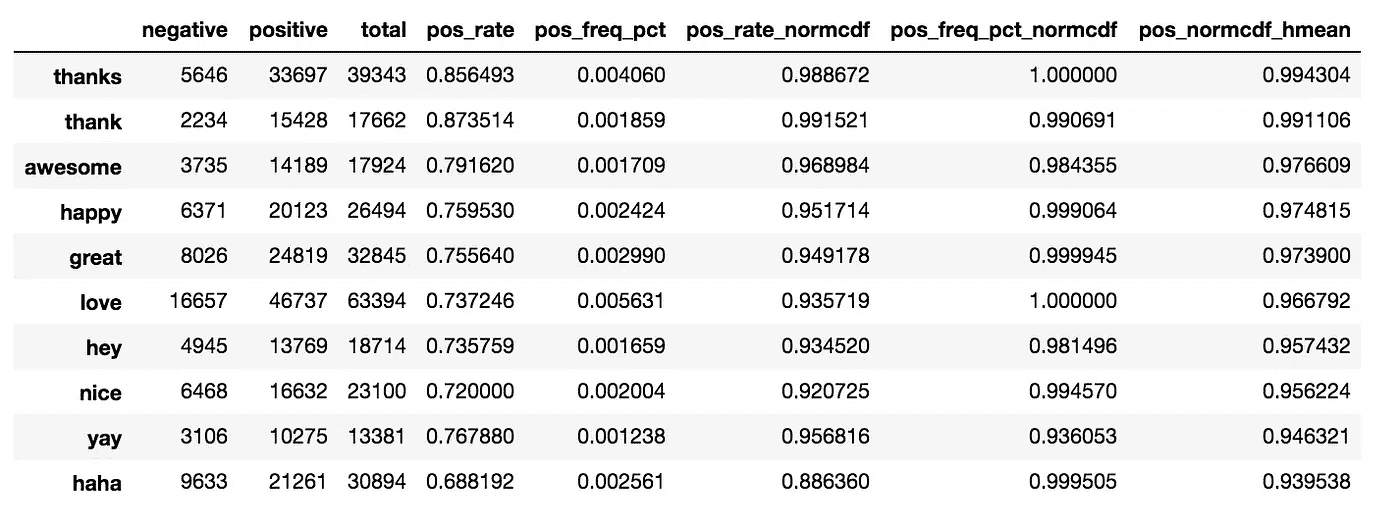 negative positive total pos_rate pos_freq_pct pos_rate_normcdf pos_freq_pct_normcdf pos_normcdf_hmean
thanks 5646 33697 39343 0.856493 0.004060 0.988672 1.000000 0.994304
thank 2234 15428 17662 0.873514 0.001859 0.991521 0.990691 0.991106
awesome 3735 14189 17924 0.791620 0.001709 0.968984 0.984355 0.976609
happy 6371 20123 26494 0.759530 0.002424 0.951714 0.999064 0.974815
great 8026 24819 32845 0.755640 0.002990 0.949178 0.999945 0.973900
love 16657 46737 63394 0.737246 0.005631 0.935719 1.000000 0.966792
hey 4945 13769 18714 0.735759 0.001659 0.934520 0.981496 0.957432
nice 6468 16632 23100 0.720000 0.002004 0.920725 0.994570 0.956224
yay 3106 10275 13381 0.767880 0.001238 0.956816 0.936053 0.946321
haha 9633 21261 30894 0.688192 0.002561 0.886360 0.999505 0.939538